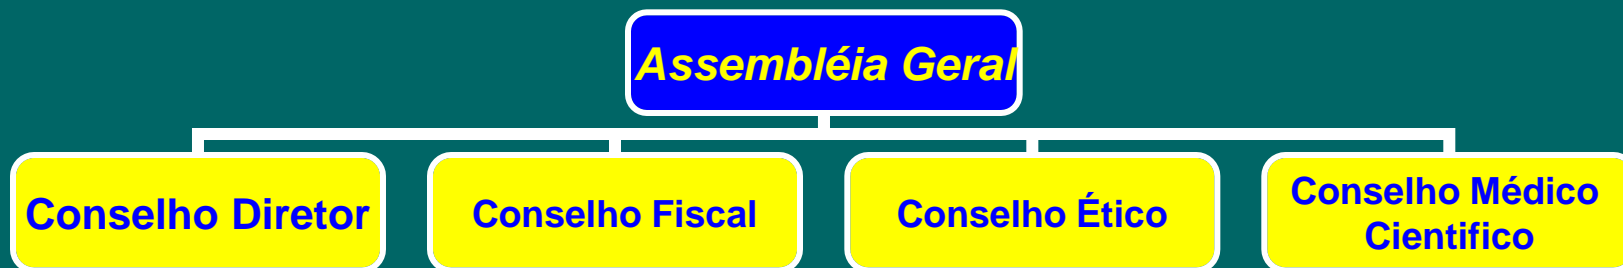 Assembléia Geral
Conselho Diretor
Conselho Fiscal
Conselho Ético
Conselho Médico
Cientifico